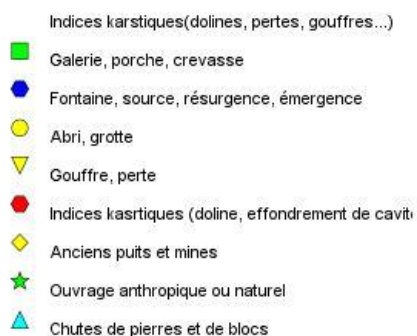 Indices karstiques(dolines, pertes, gouffres...)
Galerie, porche, crevasse
Fontaine, source, résurgence, émergence
Abri, grotte
Gouffre, perte
Indices kasrtiques (doline, effondrement de cavit
Anciens puits et mines
Ouvrage anthropique ou naturel
Chutes de pierres et de blocs